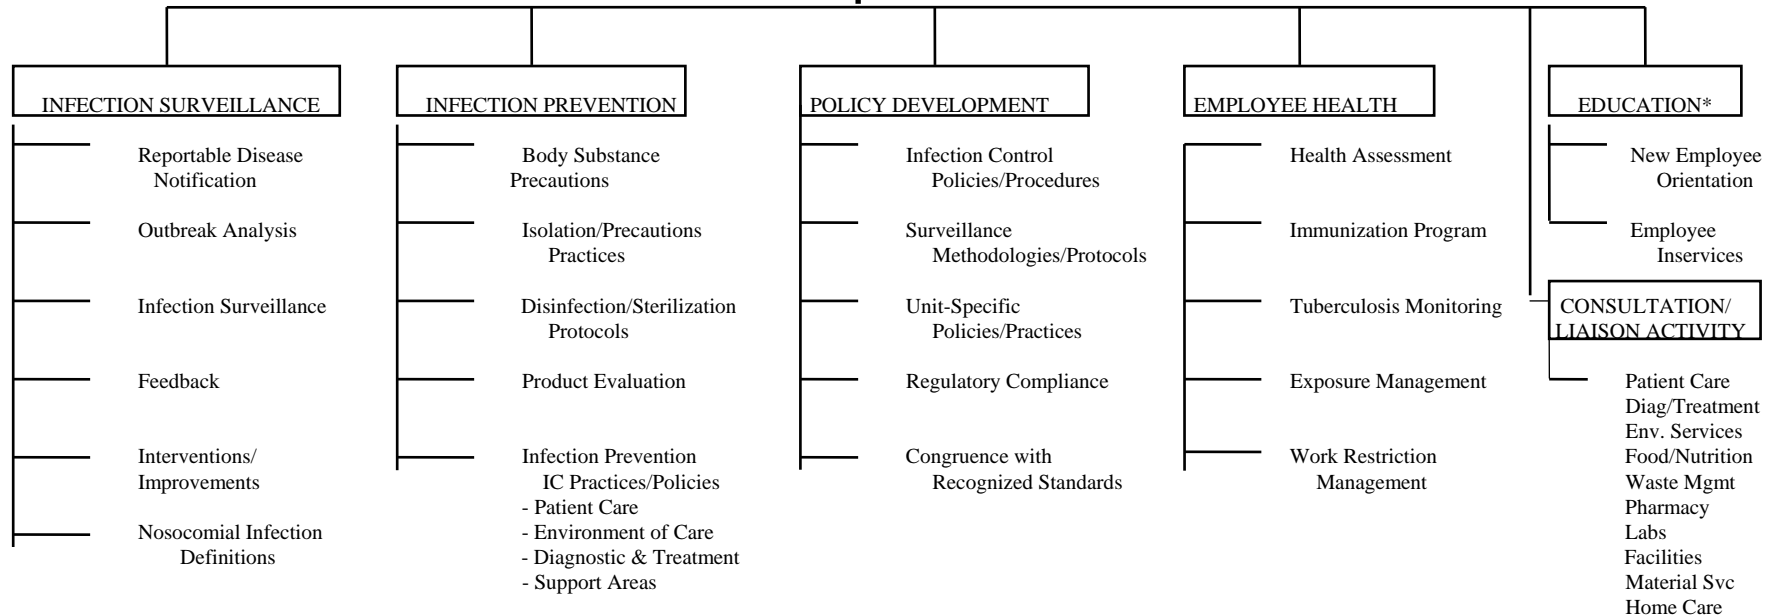 INFECTION SURVEILLANCE
Reportable Disease
Notification
Outbreak Analysis
Infection Surveillance
Feedback
Interventions/
Improvements
Nosocomial Infection
Definitions
INFECTION PREVENTION
Body Substance
Precautions
Isolation/Precautions
Practices
Disinfection/Sterilization
Protocols
Product Evaluation
Infection Prevention
IC Practices/Policies
- Patient Care
- Environment of Care
- Diagnostic & Treatment
- Support Areas
POLICY DEVELOPMENT
Infection Control
Policies/Procedures
Surveillance
Methodologies/Protocols
Unit-Specific
Policies/Practices
Regulatory Compliance
Congruence with
Recognized Standards
EMPLOYEE HEALTH
Health Assessment
Immunization Program
Tuberculosis Monitoring
Exposure Management
Work Restriction
Management
EDUCATION*
New Employee
Orientation
Employee
Inservices
CONSULTATION/
LIAISON ACTIVITY
Patient Care
Diag/Treatment
Env. Services
Food/Nutrition
Waste Mgmt
Pharmacy
Labs
Facilities
Material Svc
Home Care